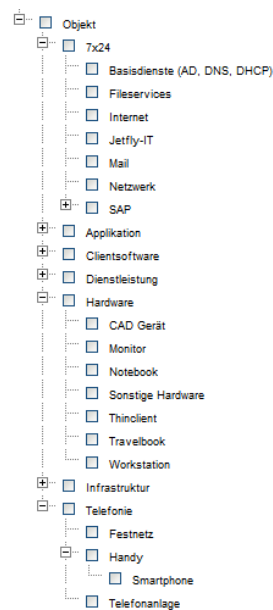 Objekt
7x24
Basisdienste (AD, DNS, DHCP)
Fileservices
Internet
Jetfly-IT
Mail
Netzwerk
SAP
Applikation
Clientsoftware
Dienstleistung
Hardware
CAD Gerät
Monitor
Notebook
Sonstige Hardware
Thinclient
Travelbook
Workstation
Infrastruktur
Telefonie
Festnetz
Handy
Smartphone
Telefonanlage